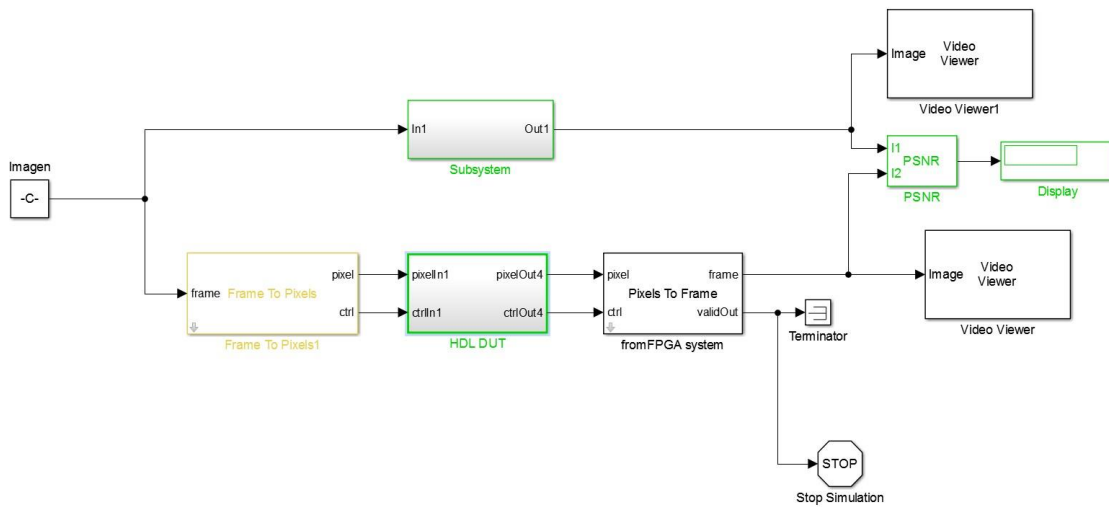 Image
Video
Viewer
Video Viewer1
In1
Out1
Subsystem
I1
PSNR
I2
PSNR
Display
Imagen
-C-
frame
Frame To Pixels
pixel
ctrl
Frame To Pixels1
pixelIn1
pixelOut4
ctrlIn1
ctrlOut4
HDL DUT
pixel
frame
Pixels To Frame
ctrl
validOut
fromFPGA system
Image
Video
Viewer
Video Viewer
Terminator
STOP
Stop Simulation